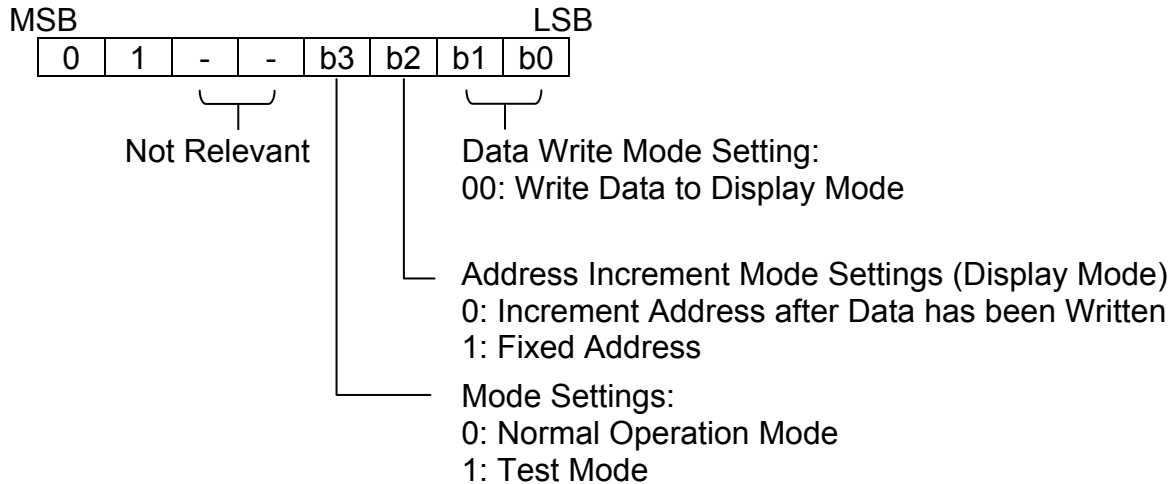 MSB LSB
0 1 - - b3 b2 b1 b0
Not Relevant
Data Write Mode Setting:
00: Write Data to Display Mode
Address Increment Mode Settings (Display Mode)
0: Increment Address after Data has been Written
1: Fixed Address
Mode Settings:
0: Normal Operation Mode
1: Test Mode